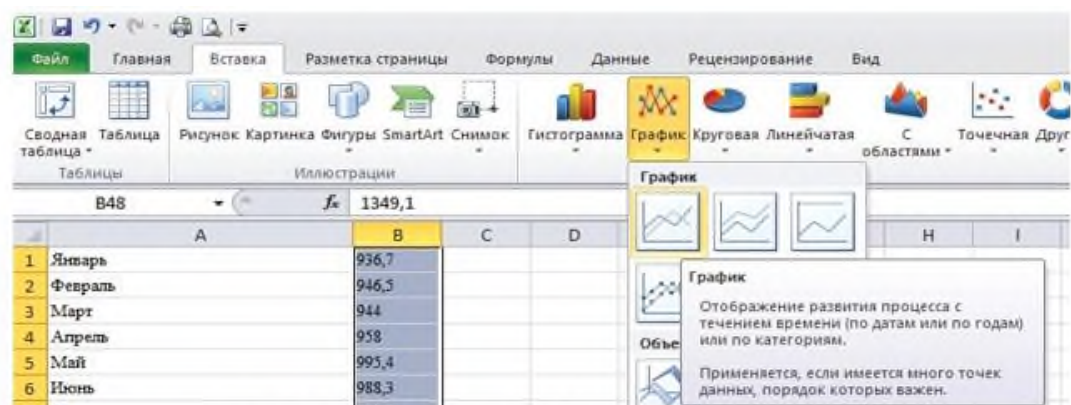 Файл Главная Вставка Разметка страницы Формулы Данные Рецензирование Вид
Сводная таблица Таблица Рисунок Картинка Фигуры SmartArt Снимок Гистограмма График Круговая Линейчатая С областями Точечная Друг
Таблицы Иллюстрации
График
B48 fx 1349,1
A B C D H I
1 Январь 936,7
2 Февраль 946,5
3 Март 944
4 Апрель 958
5 Май 995,4
6 Июнь 988,3
График
Отображение развития процесса с
течением времени (по датам или по годам)
или по категориям.
Применяется, если имеется много точек
данных, порядок которых важен.
Объе